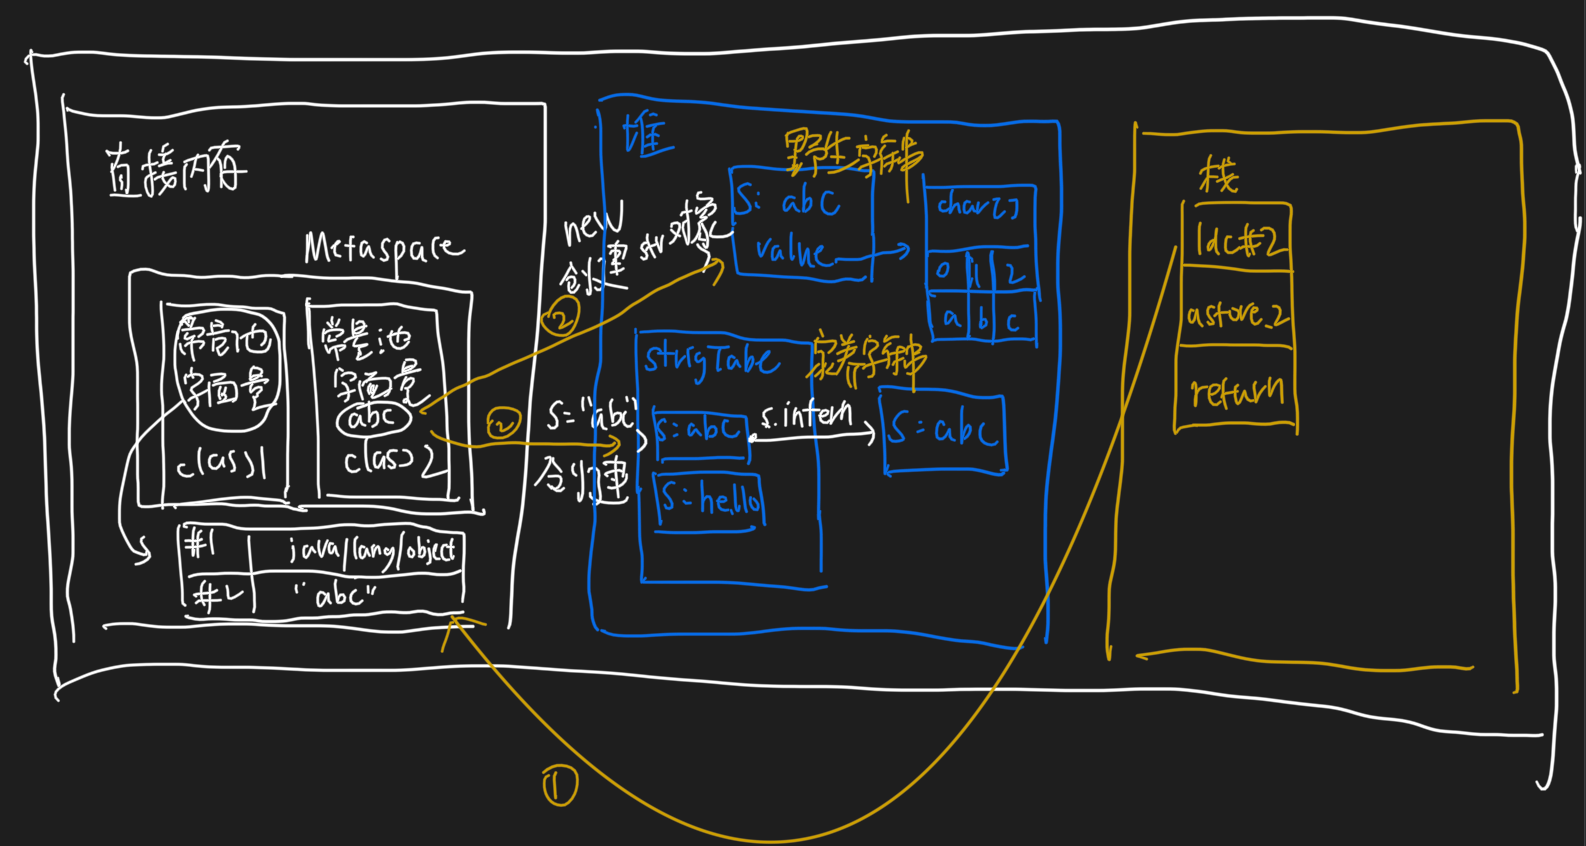 直接内存
Metaspace
常量池
字面量
class1
常量池
字面量
abc
class2
#1 java/lang/object
#2 "abc"
①
new
创建
str对象
②
②
s="abc"
会创建
堆
野生字符串
S: abc
value
char[]
0 1 2
a b c
家养字符串
s:abc
s.intern
S:abc
S:hello
栈
ldc#2
astore_2
return